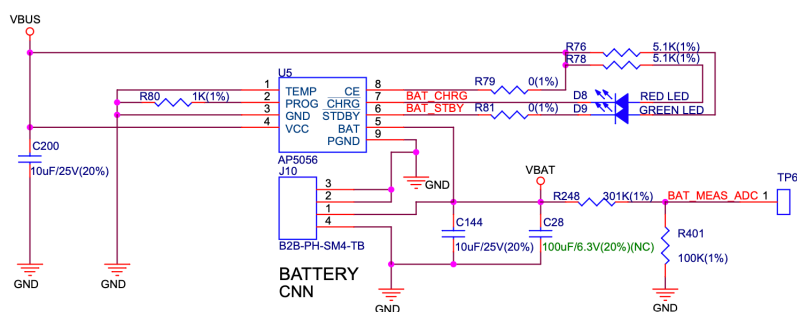 VBUS
R76 5.1K(1%)
R78 5.1K(1%)
U5
R79 0(1%)
1 TEMP CE 8
R80 1K(1%)
2 PROG CHRG 7 BAT_CHRG
D8 RED LED
3 GND STDBY 6 BAT_STBY
R81 0(1%)
D9 GREEN LED
4 VCC BAT 5
PGND 9
C200
10uF/25V(20%)
AP5056
J10
GND
3
2
1
4
VBAT
TP6
R248 301K(1%)
BAT_MEAS_ADC 1
C144
10uF/25V(20%)
C28
100uF/6.3V(20%)(NC)
R401
100K(1%)
B2B-PH-SM4-TB
BATTERY
CNN
GND
GND
GND
GND